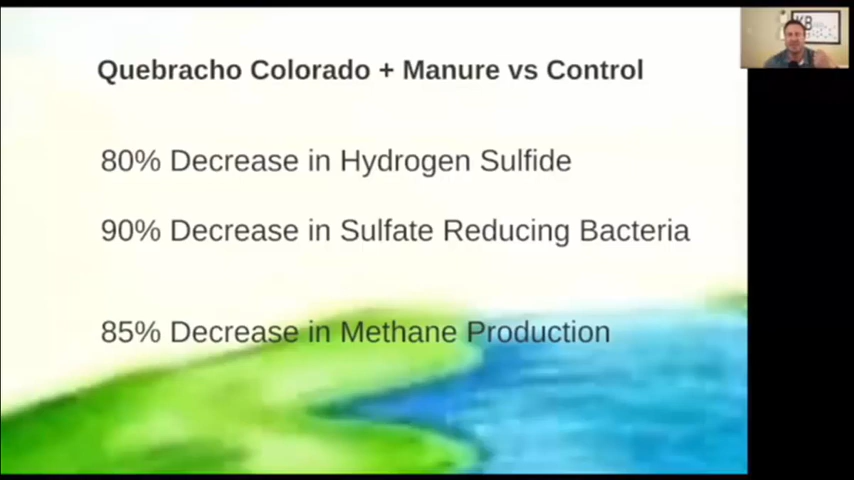 Quebracho Colorado + Manure vs Control
80% Decrease in Hydrogen Sulfide
90% Decrease in Sulfate Reducing Bacteria
85% Decrease in Methane Production
KB